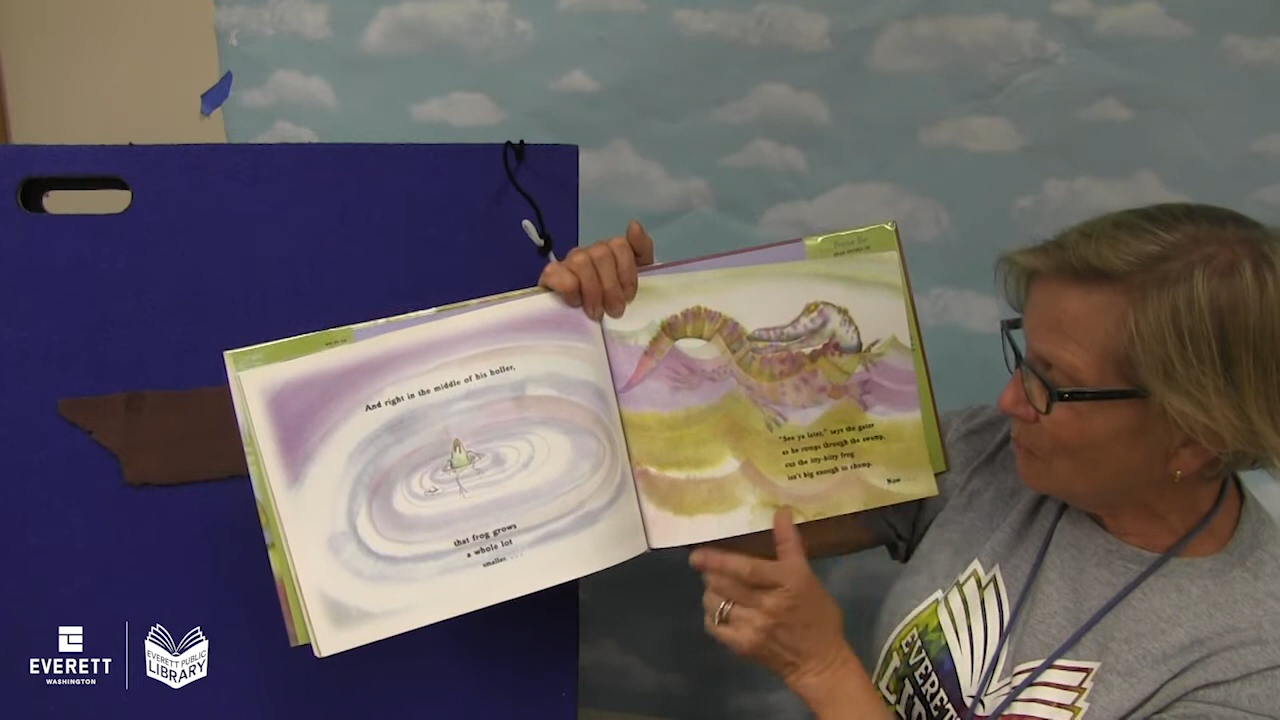 And right in the middle of his holler,
that frog grows
a whole lot
smaller. . . .
"See ya later," says the gator
as he romps through the swamp,
cuz the itty-bitty frog
isn't big enough to chomp.
Now
EVERETT
WASHINGTON
EVERETT PUBLIC
LIBRARY
EVERETT